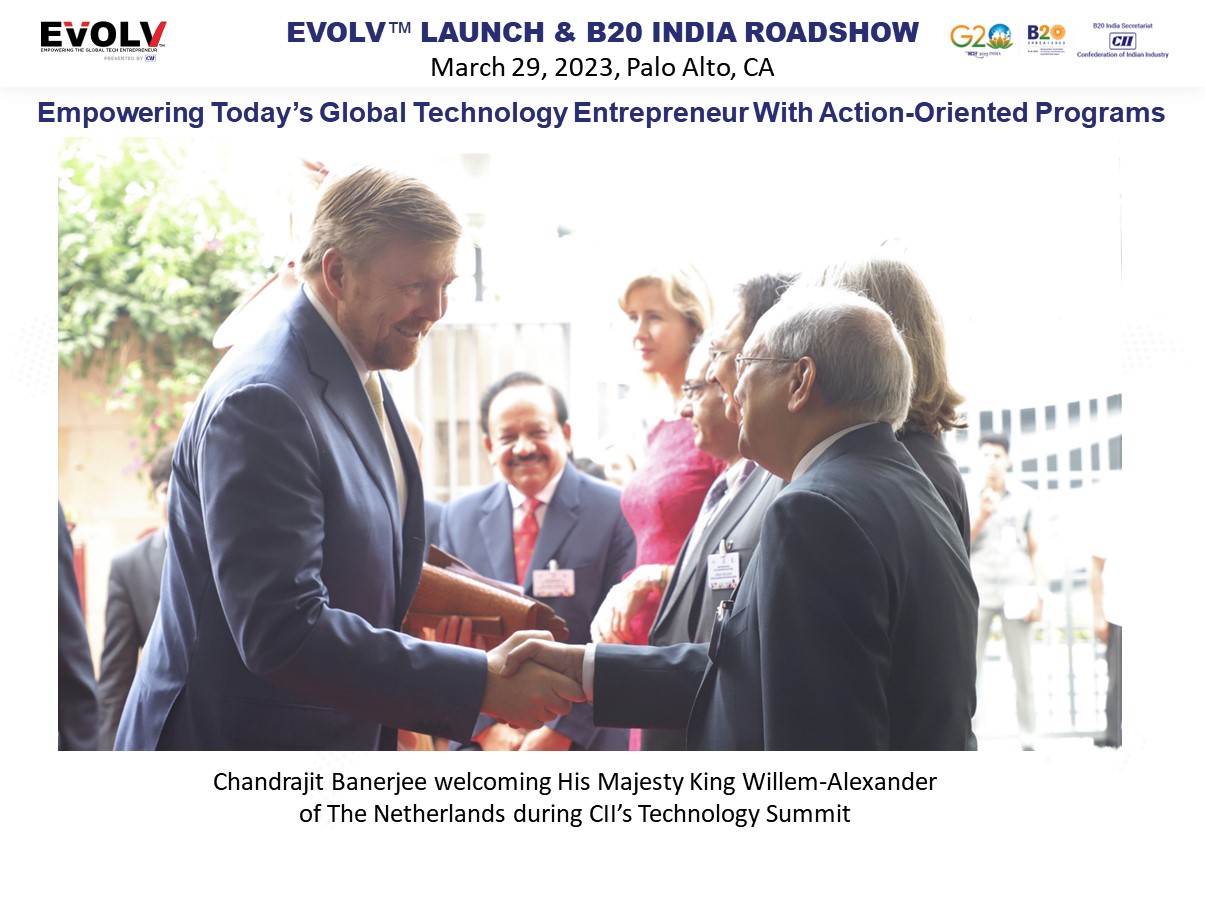 EVOLV™
EMPOWERING THE GLOBAL TECH ENTREPRENEUR
PRESENTED BY CII
EVOLV™ LAUNCH & B20 INDIA ROADSHOW
March 29, 2023, Palo Alto, CA
G20
B20
B20 India Secretariat
CII
Confederation of Indian Industry
Empowering Today’s Global Technology Entrepreneur With Action-Oriented Programs
Chandrajit Banerjee welcoming His Majesty King Willem-Alexander
of The Netherlands during CII’s Technology Summit